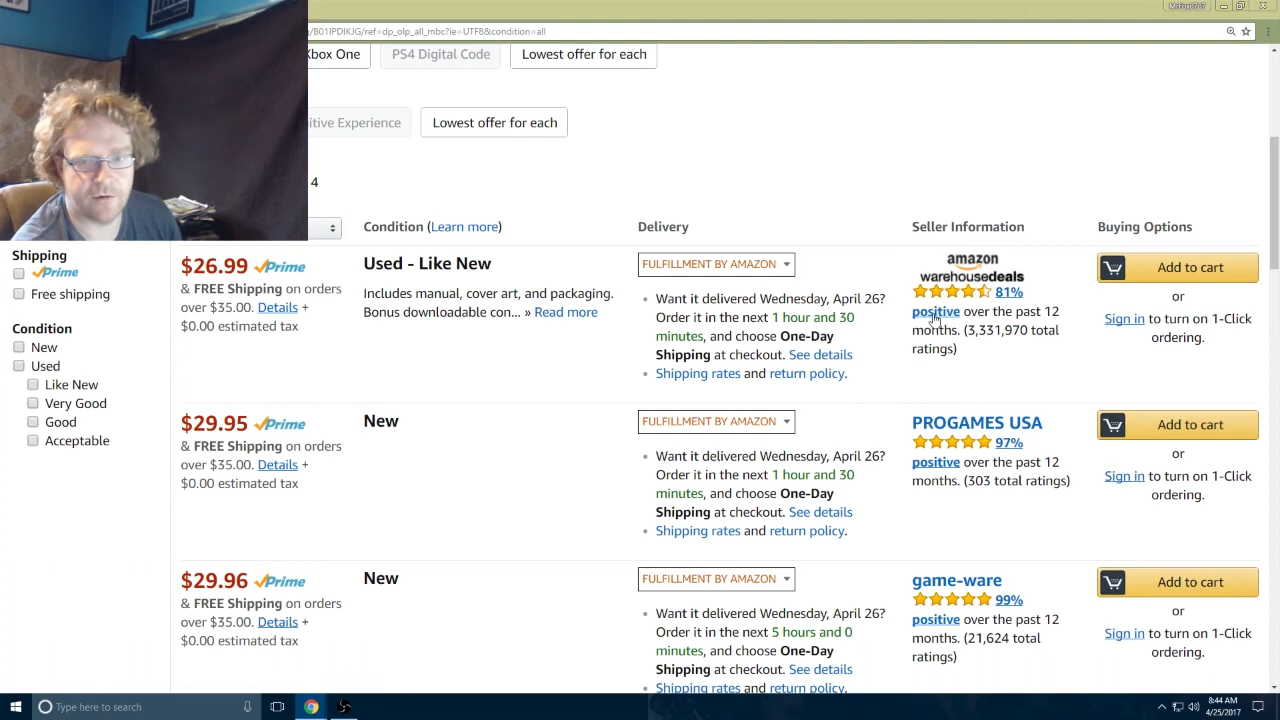 MrFord707
/B01IPDIKJG/ref=dp_olp_all_mbc?ie=UTF8&condition=all
Xbox One
PS4 Digital Code
Lowest offer for each
itive Experience
Lowest offer for each
4
Condition (Learn more)
Delivery
Seller Information
Buying Options
Shipping
Prime
Free shipping
Condition
New
Used
Like New
Very Good
Good
Acceptable
$26.99 Prime
& FREE Shipping on orders
over $35.00. Details +
$0.00 estimated tax
Used - Like New
Includes manual, cover art, and packaging.
Bonus downloadable con... » Read more
FULFILLMENT BY AMAZON
Want it delivered Wednesday, April 26?
Order it in the next 1 hour and 30
minutes, and choose One-Day
Shipping at checkout. See details
Shipping rates and return policy.
amazon
warehousedeals
81%
positive over the past 12
months. (3,331,970 total
ratings)
Add to cart
or
Sign in to turn on 1-Click
ordering.
$29.95 Prime
& FREE Shipping on orders
over $35.00. Details +
$0.00 estimated tax
New
FULFILLMENT BY AMAZON
Want it delivered Wednesday, April 26?
Order it in the next 1 hour and 30
minutes, and choose One-Day
Shipping at checkout. See details
Shipping rates and return policy.
PROGAMES USA
97%
positive over the past 12
months. (303 total ratings)
Add to cart
or
Sign in to turn on 1-Click
ordering.
$29.96 Prime
& FREE Shipping on orders
over $35.00. Details +
$0.00 estimated tax
New
FULFILLMENT BY AMAZON
Want it delivered Wednesday, April 26?
Order it in the next 5 hours and 0
minutes, and choose One-Day
Shipping at checkout. See details
Shipping rates and return policy.
game-ware
99%
positive over the past 12
months. (21,624 total
ratings)
Add to cart
or
Sign in to turn on 1-Click
ordering.
Type here to search
8:44 AM
4/25/2017